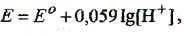 E = E° + 0,059 lg[H⁺],